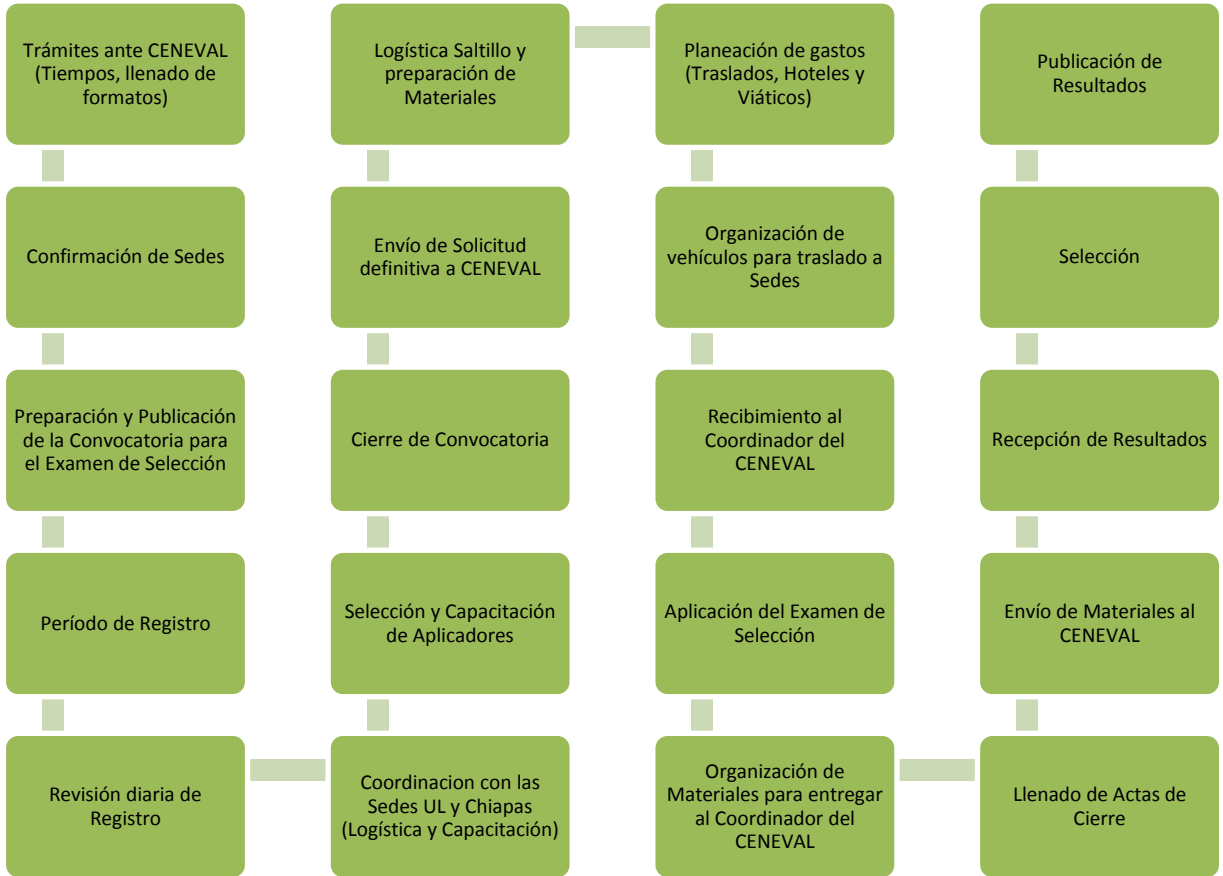 Trámites ante CENEVAL
(Tiempos, llenado de
formatos)
Confirmación de Sedes
Preparación y Publicación
de la Convocatoria para
el Examen de Selección
Período de Registro
Revisión diaria de
Registro
Coordinacion con las
Sedes UL y Chiapas
(Logística y Capacitación)
Selección y Capacitación
de Aplicadores
Cierre de Convocatoria
Envío de Solicitud
definitiva a CENEVAL
Logística Saltillo y
preparación de
Materiales
Planeación de gastos
(Traslados, Hoteles y
Viáticos)
Organización de
vehículos para traslado a
Sedes
Recibimiento al
Coordinador del
CENEVAL
Aplicación del Examen de
Selección
Organización de
Materiales para entregar
al Coordinador del
CENEVAL
Llenado de Actas de
Cierre
Envío de Materiales al
CENEVAL
Recepción de Resultados
Selección
Publicación de
Resultados